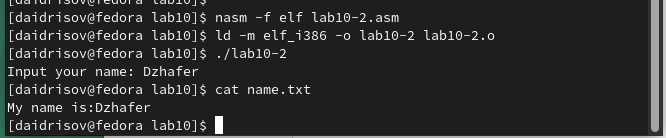 [daidrisov@fedora lab10]$ nasm -f elf lab10-2.asm
[daidrisov@fedora lab10]$ ld -m elf_i386 -o lab10-2 lab10-2.o
[daidrisov@fedora lab10]$ ./lab10-2
Input your name: Dzhafer
[daidrisov@fedora lab10]$ cat name.txt
My name is:Dzhafer
[daidrisov@fedora lab10]$